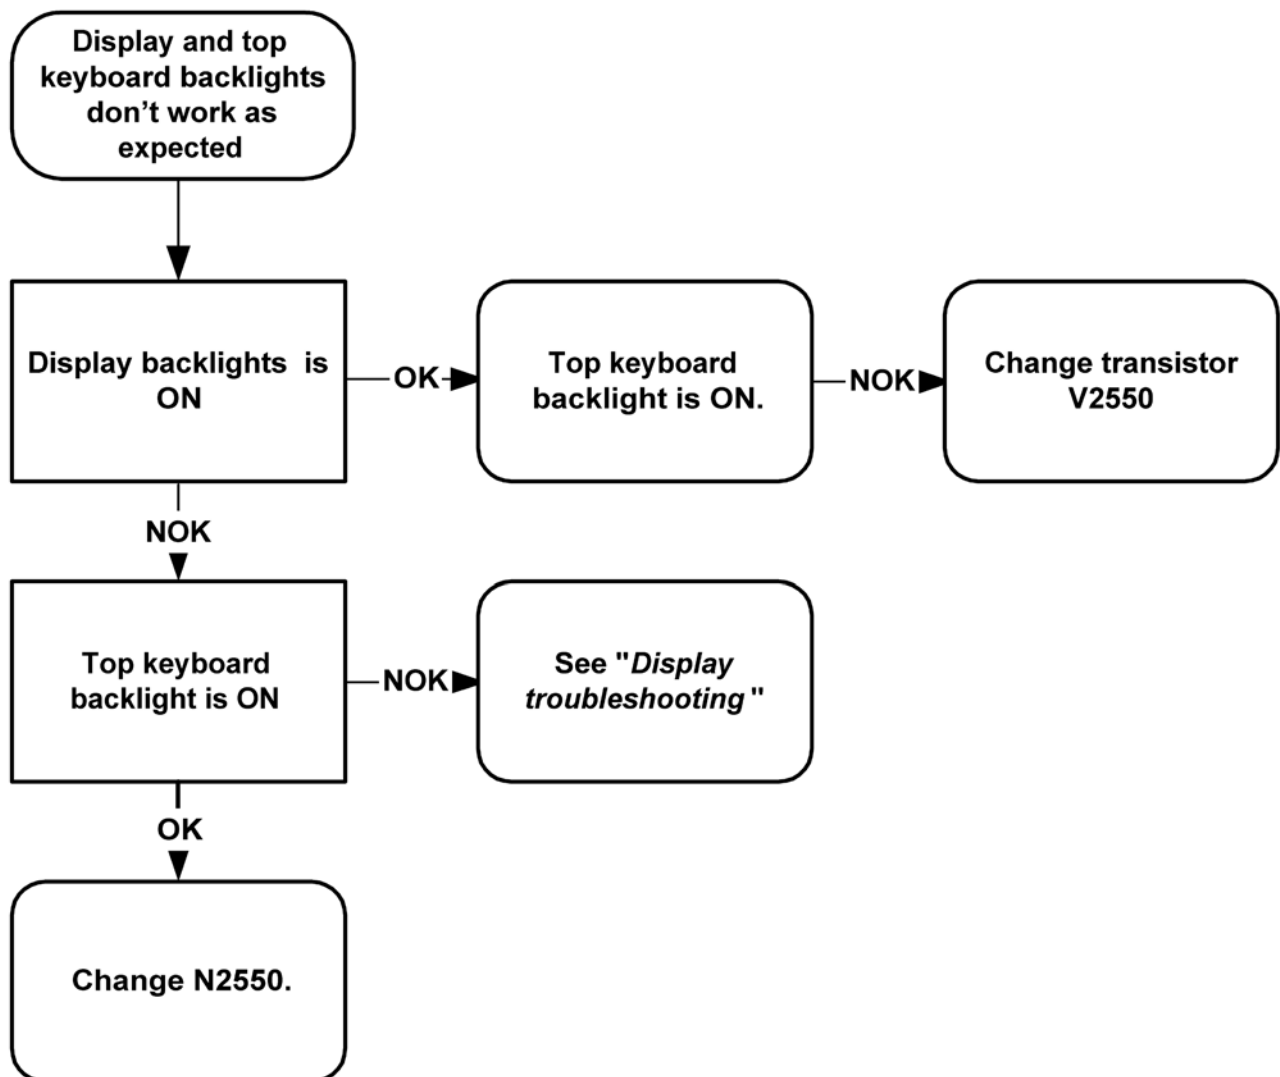 Display and top
keyboard backlights
don't work as
expected
Display backlights is
ON
OK
Top keyboard
backlight is ON.
NOK
Change transistor
V2550
NOK
Top keyboard
backlight is ON
NOK
See "Display
troubleshooting"
OK
Change N2550.